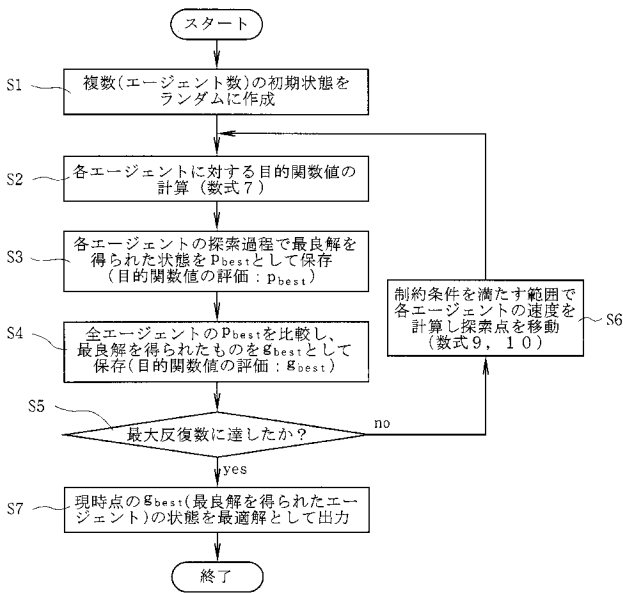 スタート
S1
複数(エージェント数)の初期状態を
ランダムに作成
S2
各エージェントに対する目的関数値の
計算(数式7)
S3
各エージェントの探索過程で最良解を
得られた状態をpbestとして保存
(目的関数値の評価:pbest)
S4
全エージェントのpbestを比較し、
最良解を得られたものをgbestとして
保存(目的関数値の評価:gbest)
S5
最大反復数に達したか?
no
yes
制約条件を満たす範囲で
各エージェントの速度を
計算し探索点を移動
(数式9, 10)
S6
S7
現時点のgbest(最良解を得られたエー
ジェント)の状態を最適解として出力
終了